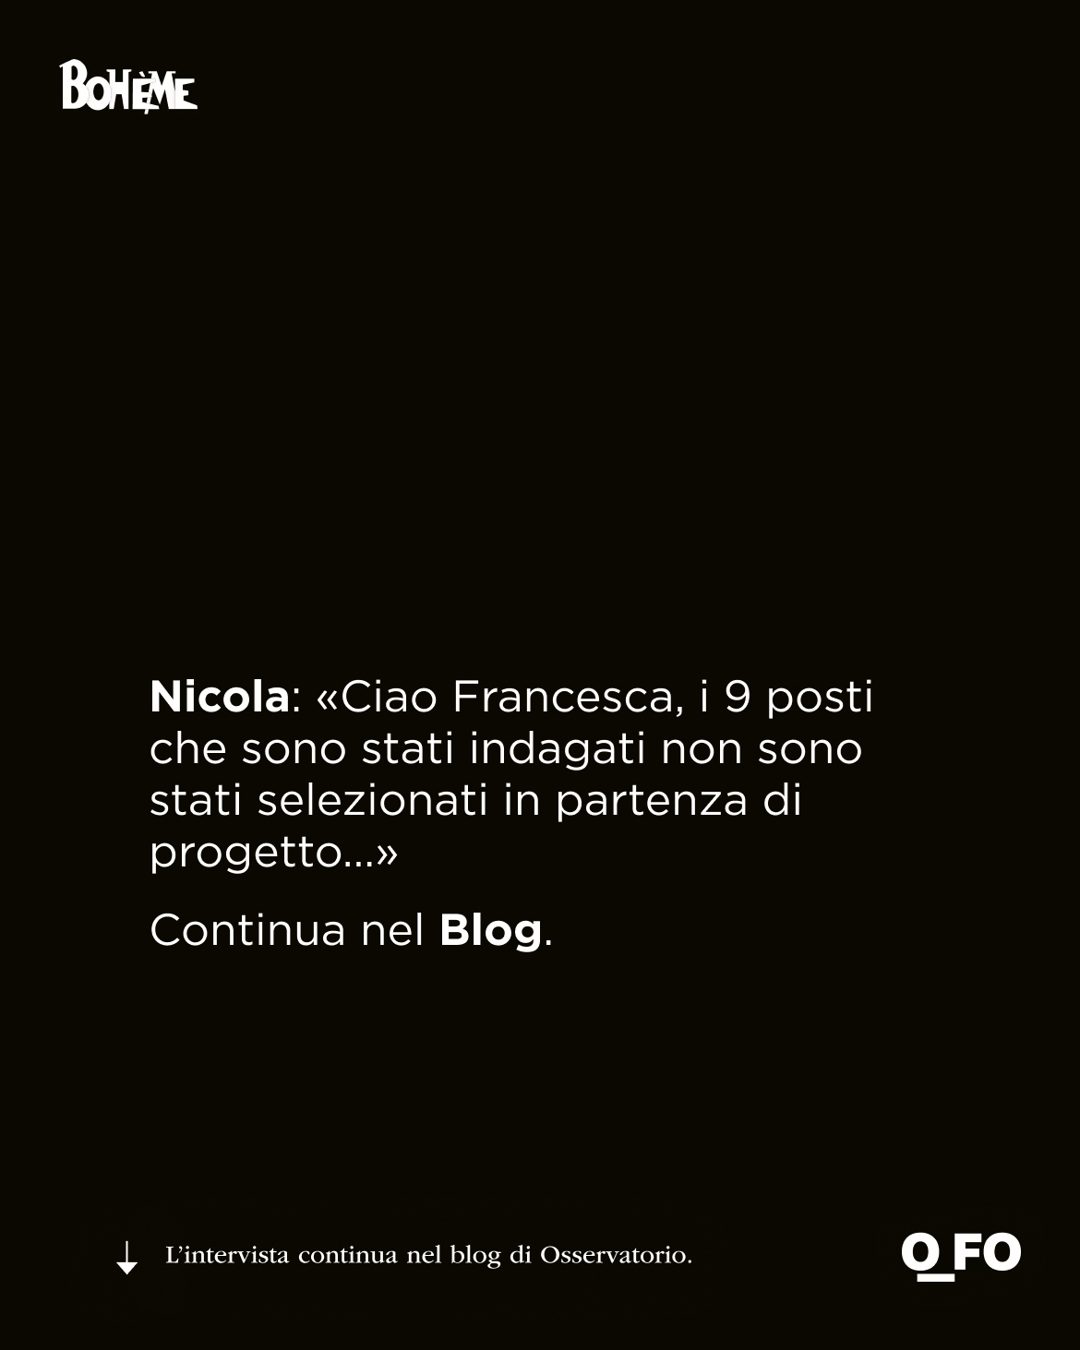 BOHÈME
Nicola: «Ciao Francesca, i 9 posti
che sono stati indagati non sono
stati selezionati in partenza di
progetto...»
Continua nel Blog.
L'intervista continua nel blog di Osservatorio.
O_FO